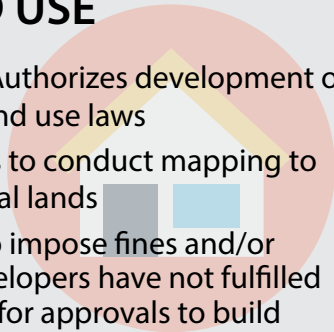 USE
Authorizes development o
nd use laws
s to conduct mapping to
al lands
o impose fines and/or
elopers have not fulfilled
for approvals to build